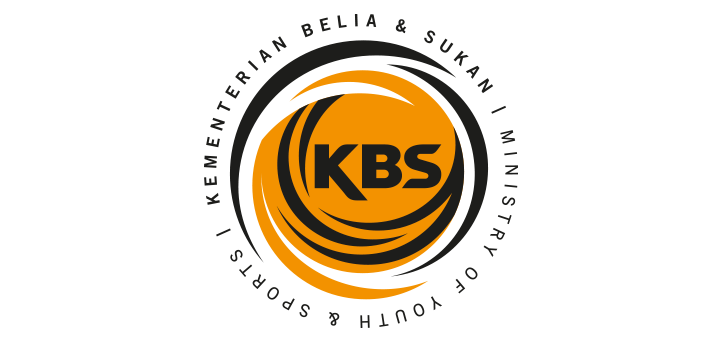 KEMENTERIAN BELIA & SUKAN | MINISTRY OF YOUTH & SPORTS |
KBS